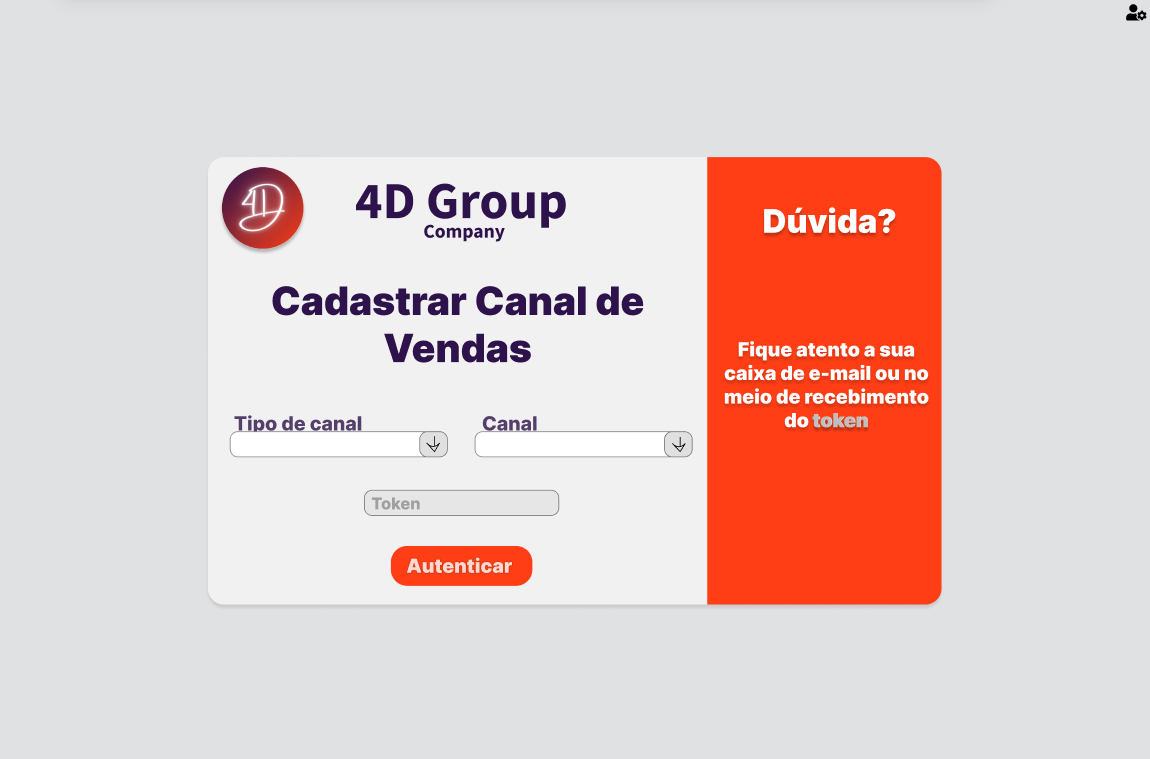 4D
4D Group
Company
Cadastrar Canal de
Vendas
Tipo de canal
Canal
Token
Autenticar
Dúvida?
Fique atento a sua
caixa de e-mail ou no
meio de recebimento
do token